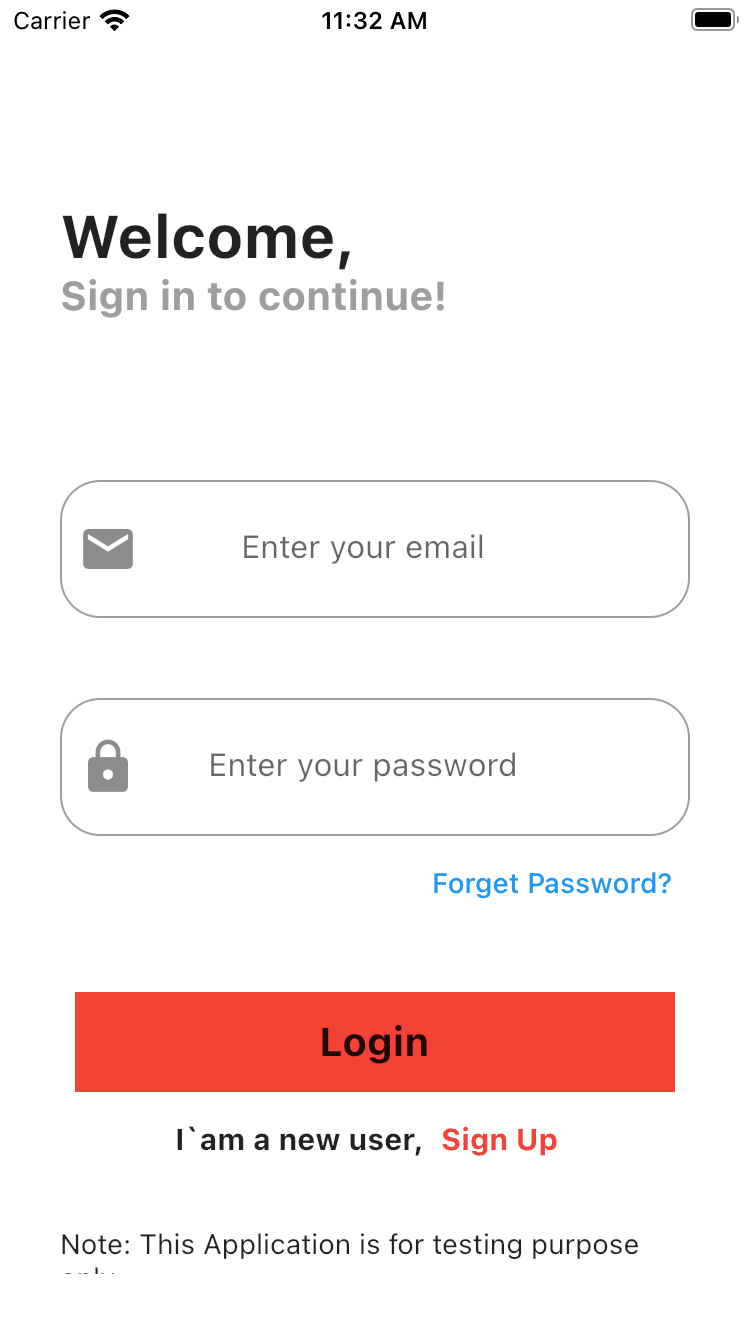 Carrier 11:32 AM
Welcome,
Sign in to continue!
Enter your email
Enter your password
Forget Password?
Login
I`am a new user, Sign Up
Note: This Application is for testing purpose
only